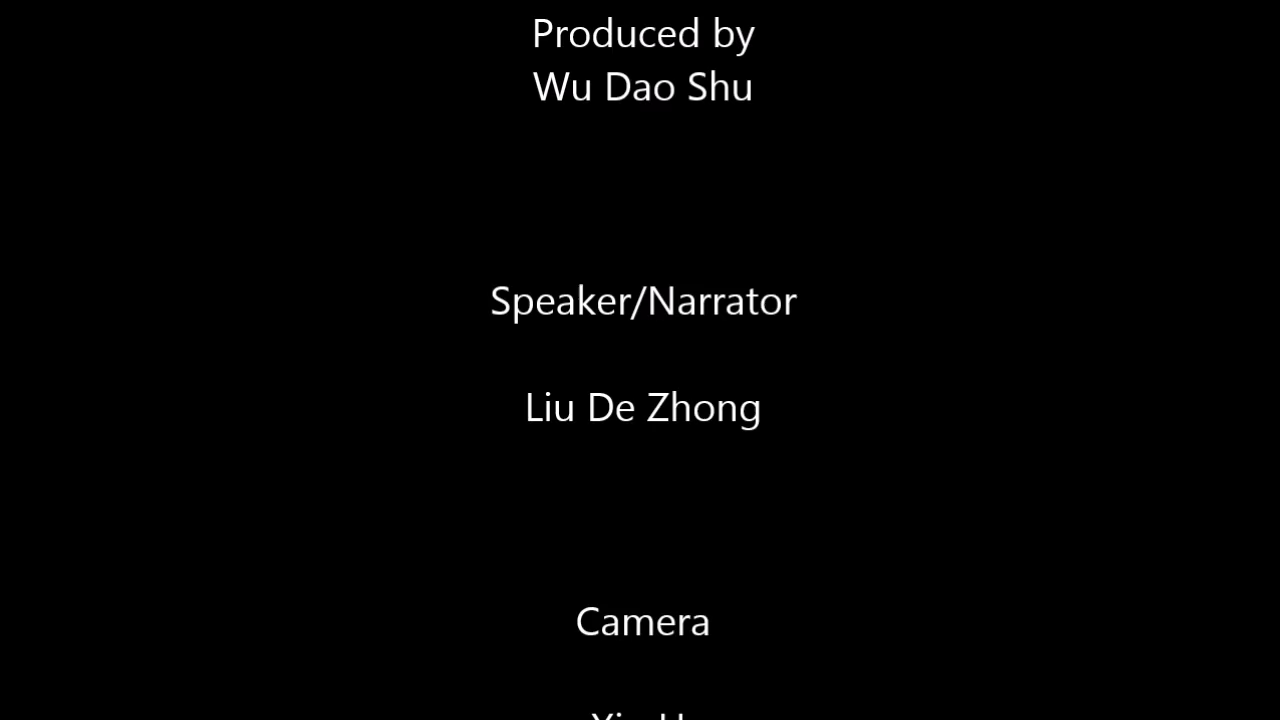 Produced by
Wu Dao Shu
Speaker/Narrator
Liu De Zhong
Camera